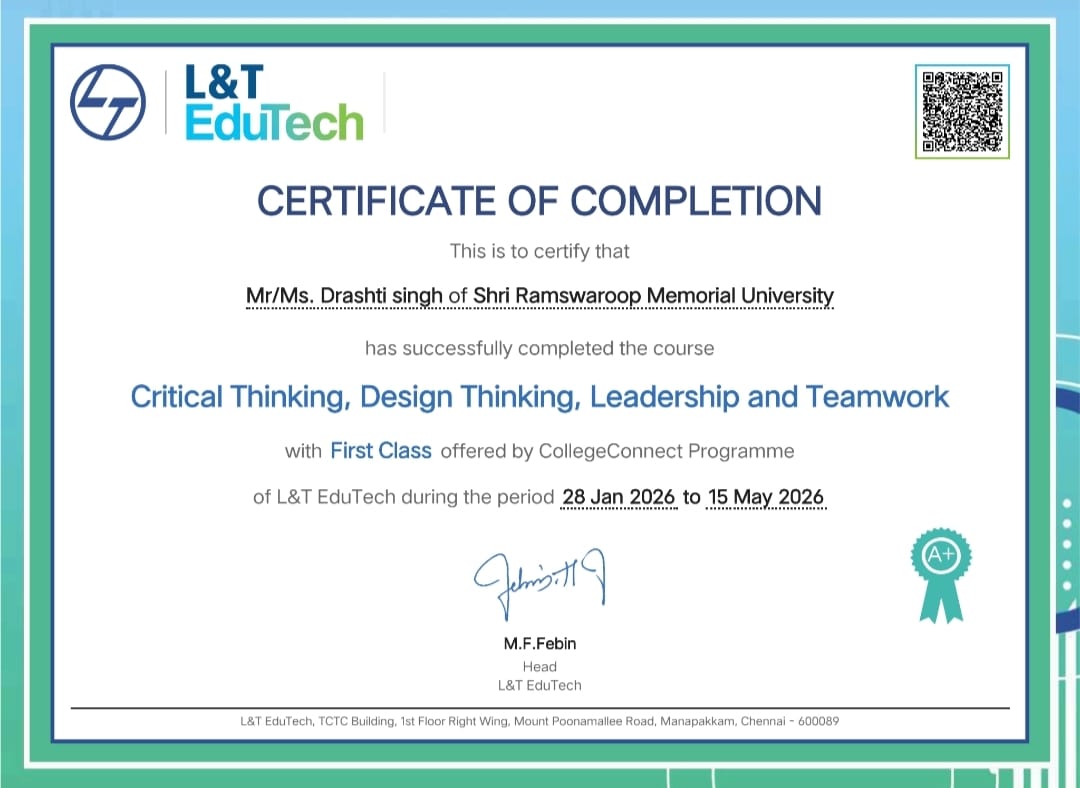 L&T
EduTech
CERTIFICATE OF COMPLETION
This is to certify that
Mr/Ms. Drashti singh of Shri Ramswaroop Memorial University
has successfully completed the course
Critical Thinking, Design Thinking, Leadership and Teamwork
with First Class offered by CollegeConnect Programme
of L&T EduTech during the period 28 Jan 2026 to 15 May 2026
A+
M.F.Febin
Head
L&T EduTech
L&T EduTech, TCTC Building, 1st Floor Right Wing, Mount Poonamallee Road, Manapakkam, Chennai - 600089